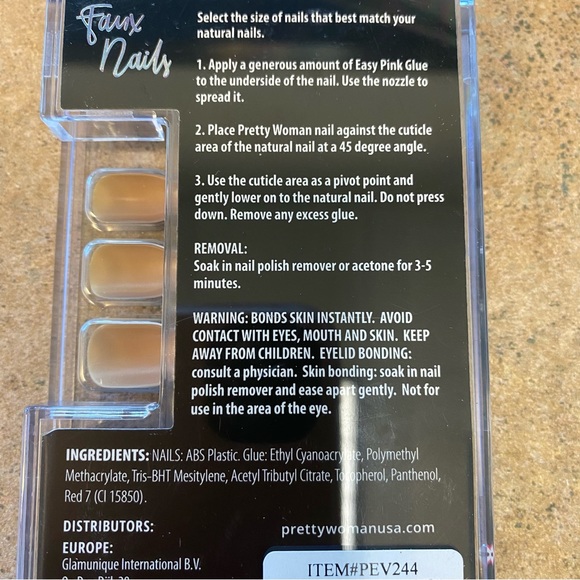 Faux
Nails
Select the size of nails that best match your
natural nails.
1. Apply a generous amount of Easy Pink Glue
to the underside of the nail. Use the nozzle to
spread it.
2. Place Pretty Woman nail against the cuticle
area of the natural nail at a 45 degree angle.
3. Use the cuticle area as a pivot point and
gently lower on to the natural nail. Do not press
down. Remove any excess glue.
REMOVAL:
Soak in nail polish remover or acetone for 3-5
minutes.
WARNING: BONDS SKIN INSTANTLY. AVOID
CONTACT WITH EYES, MOUTH AND SKIN. KEEP
AWAY FROM CHILDREN. EYELID BONDING:
consult a physician. Skin bonding: soak in nail
polish remover and ease apart gently. Not for
use in the area of the eye.
INGREDIENTS: NAILS: ABS Plastic. Glue: Ethyl Cyanoacrylate, Polymethyl
Methacrylate, Tris-BHT Mesitylene, Acetyl Tributyl Citrate, Tocopherol, Panthenol,
Red 7 (CI 15850).
DISTRIBUTORS:
prettywomanusa.com
EUROPE:
Glamunique International B.V.
ITEM#PEV244